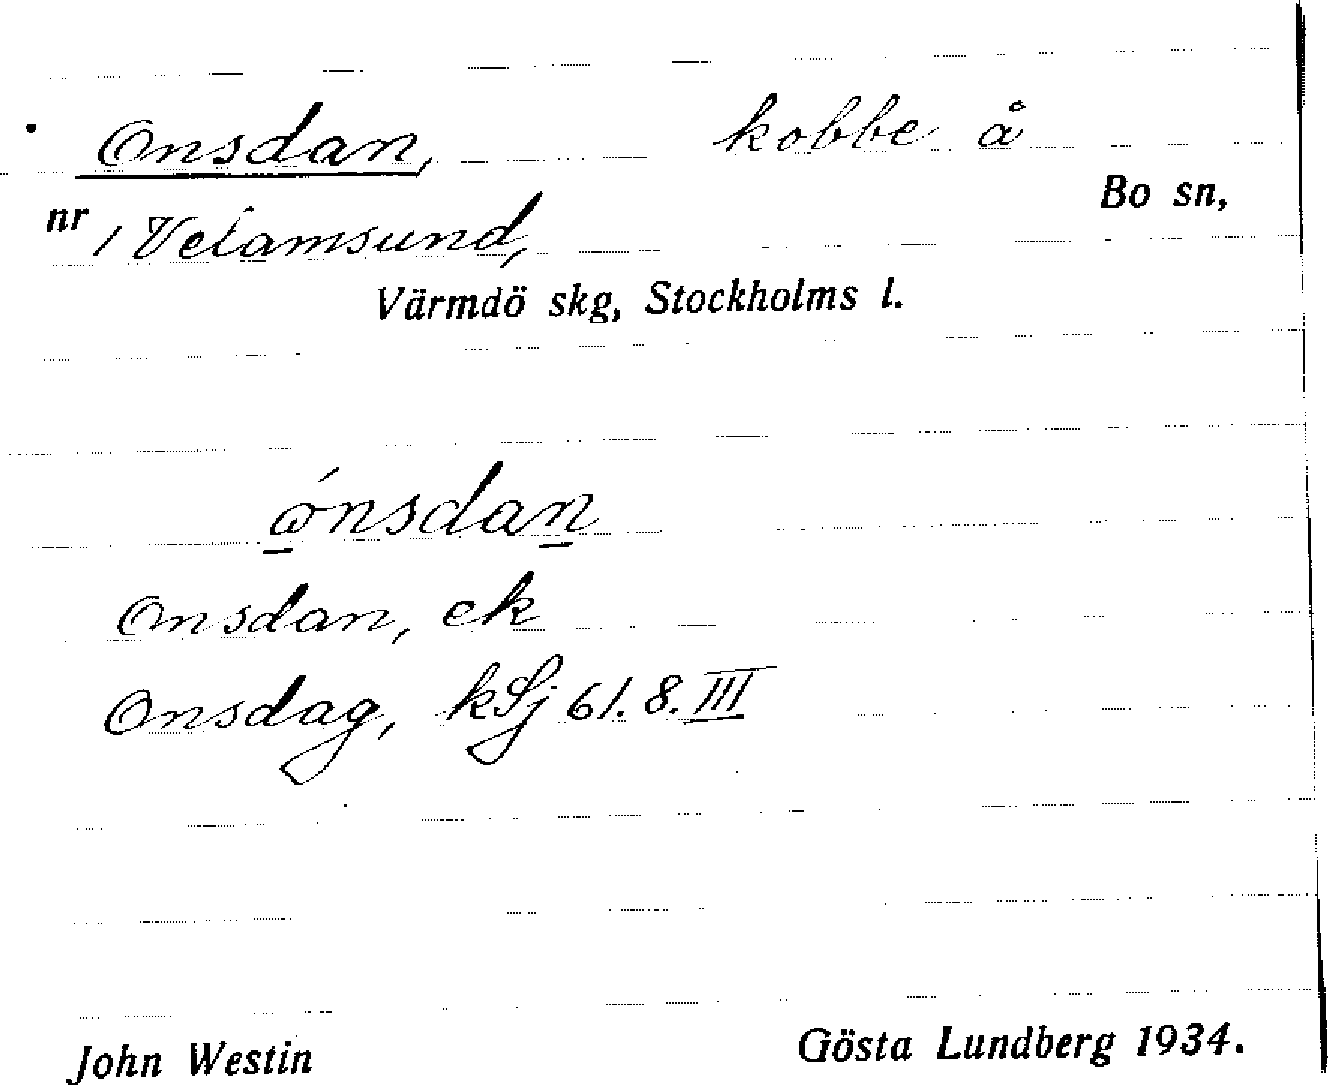 Onsdan, kobbe å
Bo sn,
nr 1 Velamsund,
Värmdö skg, Stockholms l.
ónsdan
Onsdan, ek
Onsdag, kSj 61.8.III
John Westin Gösta Lundberg 1934.